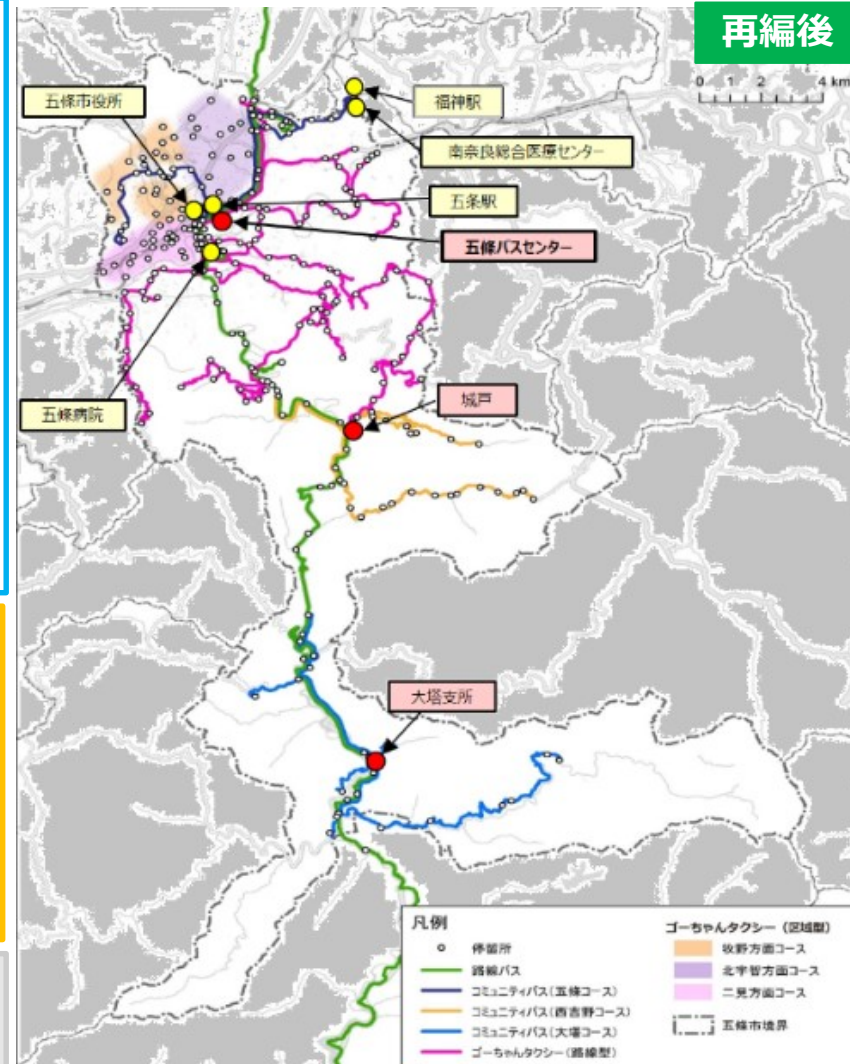 再編後
0 1 2 4 km
五條市役所
福神駅
南奈良総合医療センター
五条駅
五條バスセンター
五條病院
城戸
大塔支所
凡例
停留所
路線バス
コミュニティバス(五條コース)
コミュニティバス(西吉野コース)
コミュニティバス(大塔コース)
ゴーちゃんタクシー(路線型)
ゴーちゃんタクシー(区域型)
牧野方面コース
北宇智方面コース
二見方面コース
五條市境界